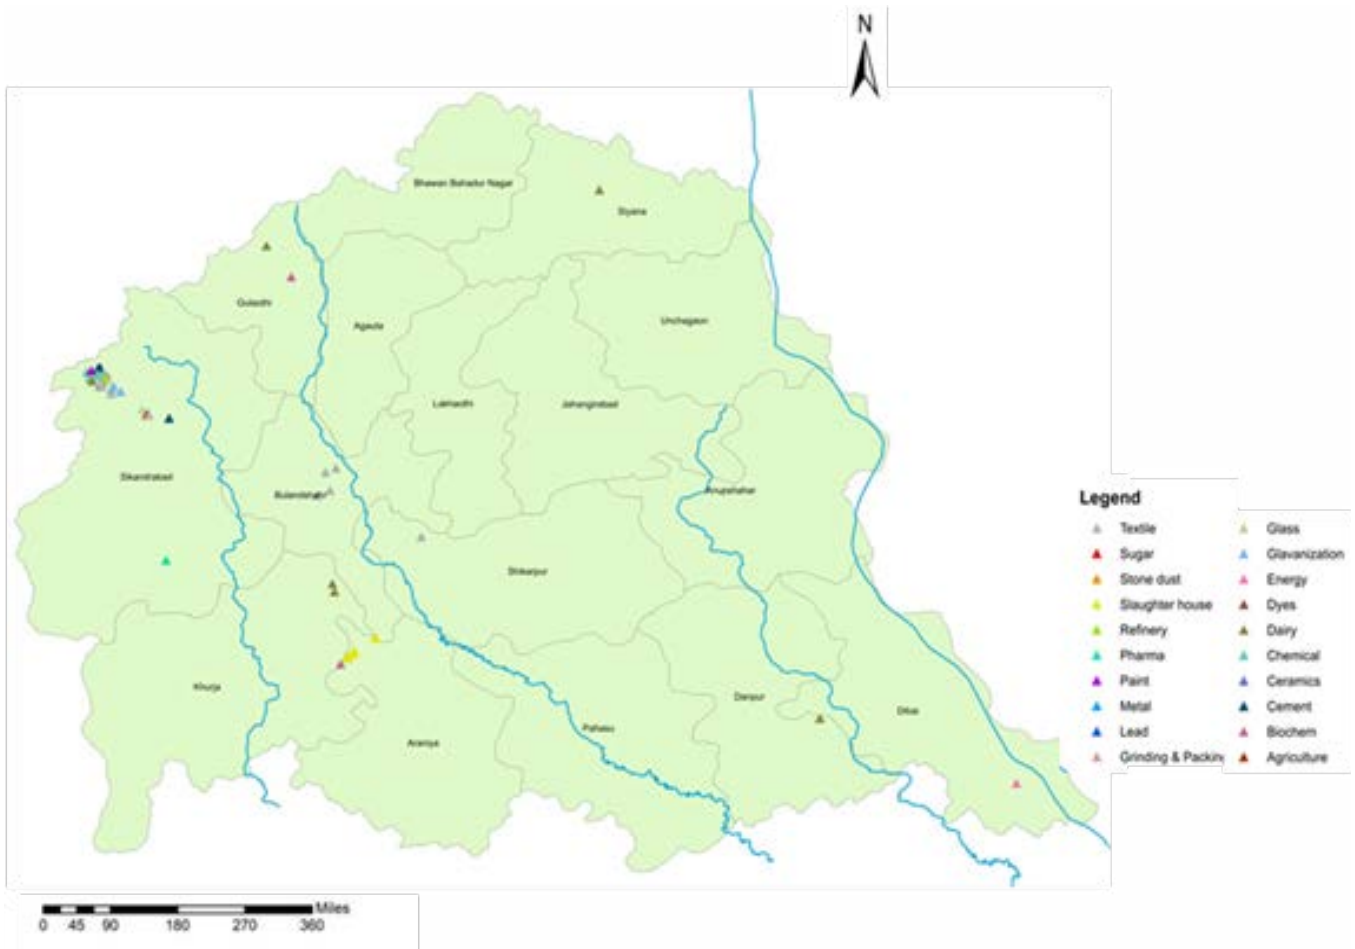 N
Bhawan Bahadur Nagar
Siyana
Gulaothi
Unchagaon
Agauta
Lakhaothi
Jahangirabad
Sikandrabad
Bulandshahr
Anupshahar
Shikarpur
Khurja
Danpur
Dibai
Pahasu
Araniya
Legend
Textile
Sugar
Stone dust
Slaughter house
Refinery
Pharma
Paint
Metal
Lead
Grinding & Packing
Glass
Glavanization
Energy
Dyes
Dairy
Chemical
Ceramics
Cement
Biochem
Agriculture
Miles
0 45 90 180 270 360